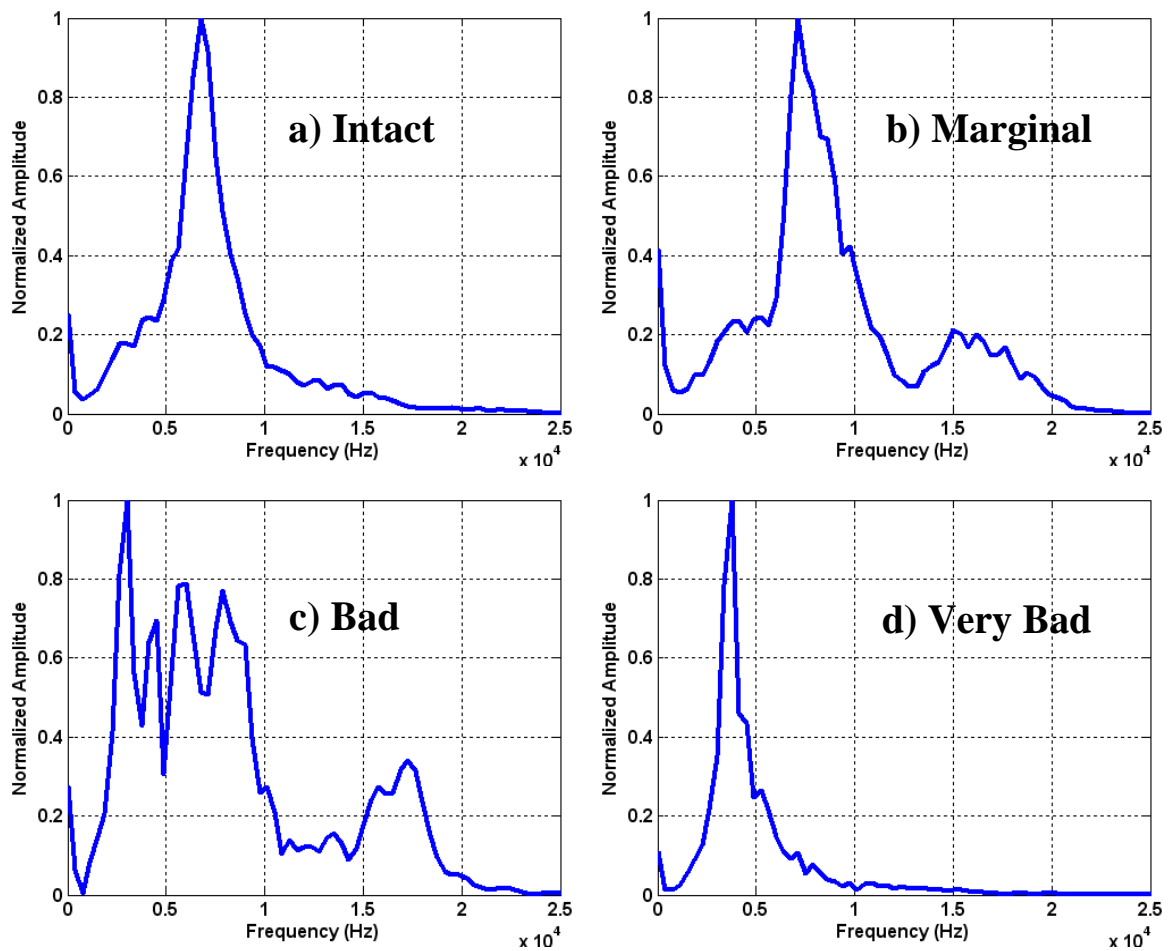 1
0.8
0.6
0.4
0.2
0
Normalized Amplitude
a) Intact
0 0.5 1 1.5 2 2.5
Frequency (Hz)
x 10^4
1
0.8
0.6
0.4
0.2
0
Normalized Amplitude
b) Marginal
0 0.5 1 1.5 2 2.5
Frequency (Hz)
x 10^4
1
0.8
0.6
0.4
0.2
0
Normalized Amplitude
c) Bad
0 0.5 1 1.5 2 2.5
Frequency (Hz)
x 10^4
1
0.8
0.6
0.4
0.2
0
Normalized Amplitude
d) Very Bad
0 0.5 1 1.5 2 2.5
Frequency (Hz)
x 10^4